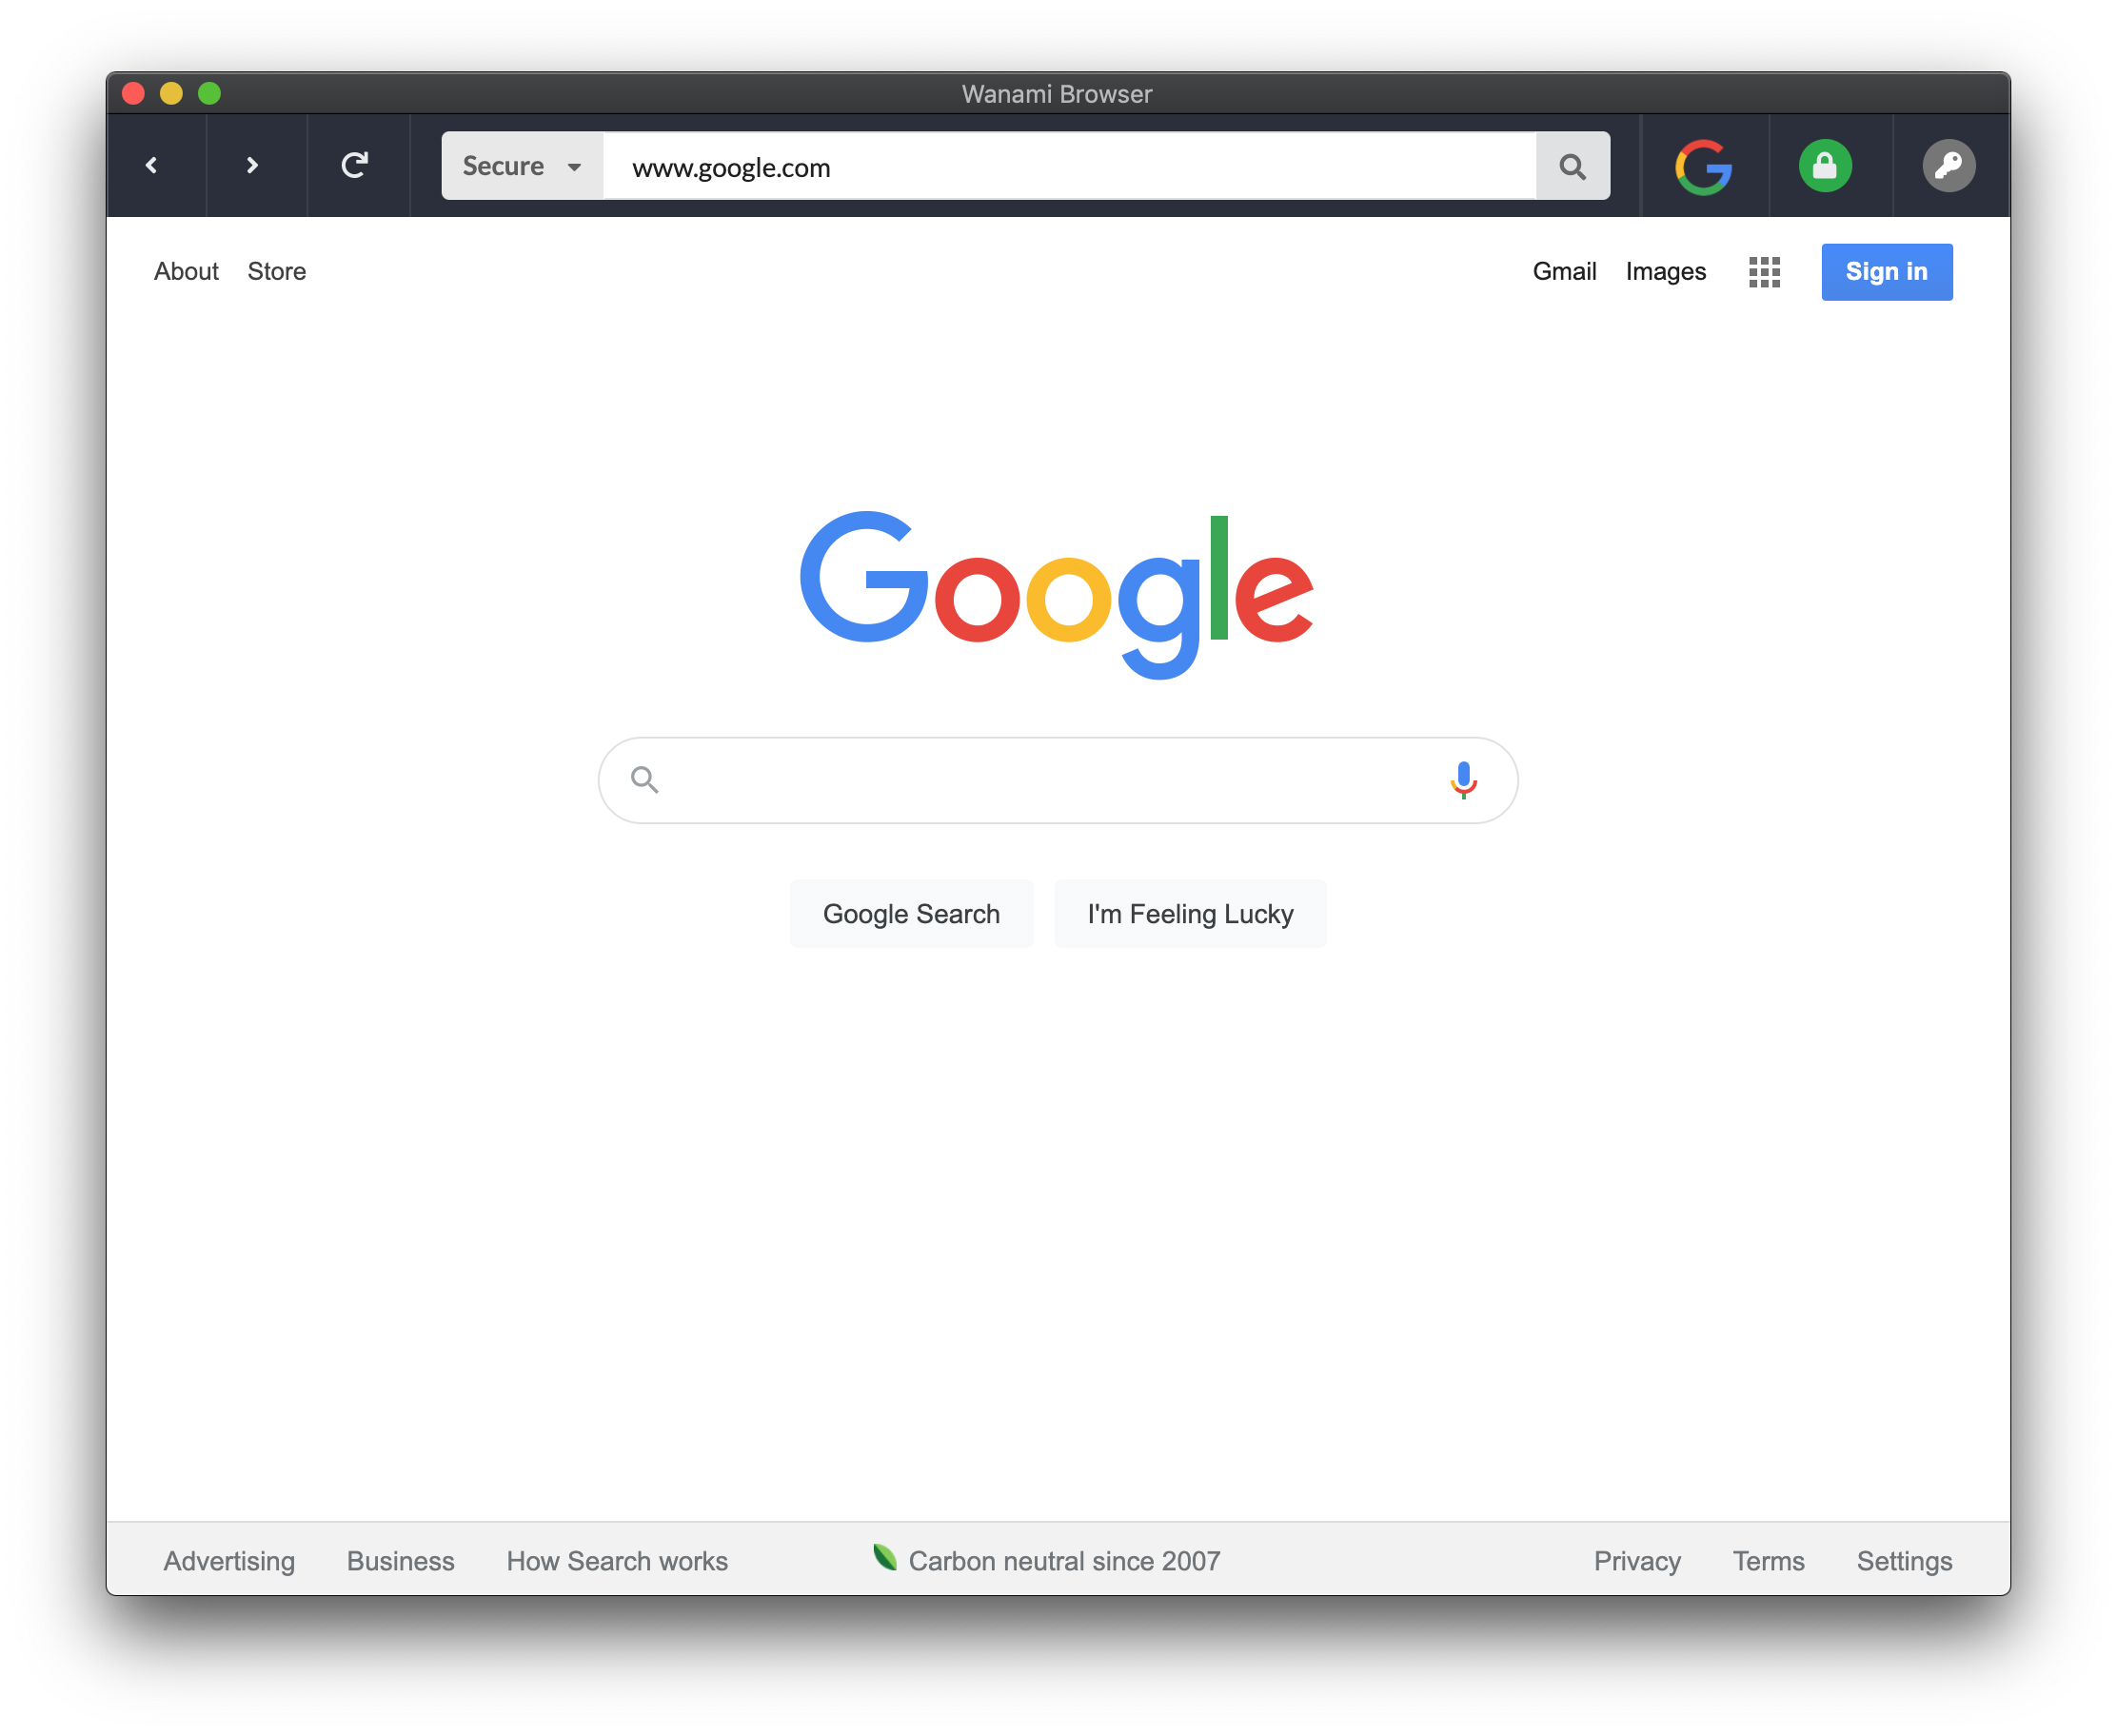 Wanami Browser
Secure www.google.com
About Store Gmail Images Sign in
Google
Google Search I'm Feeling Lucky
Advertising Business How Search works Carbon neutral since 2007 Privacy Terms Settings